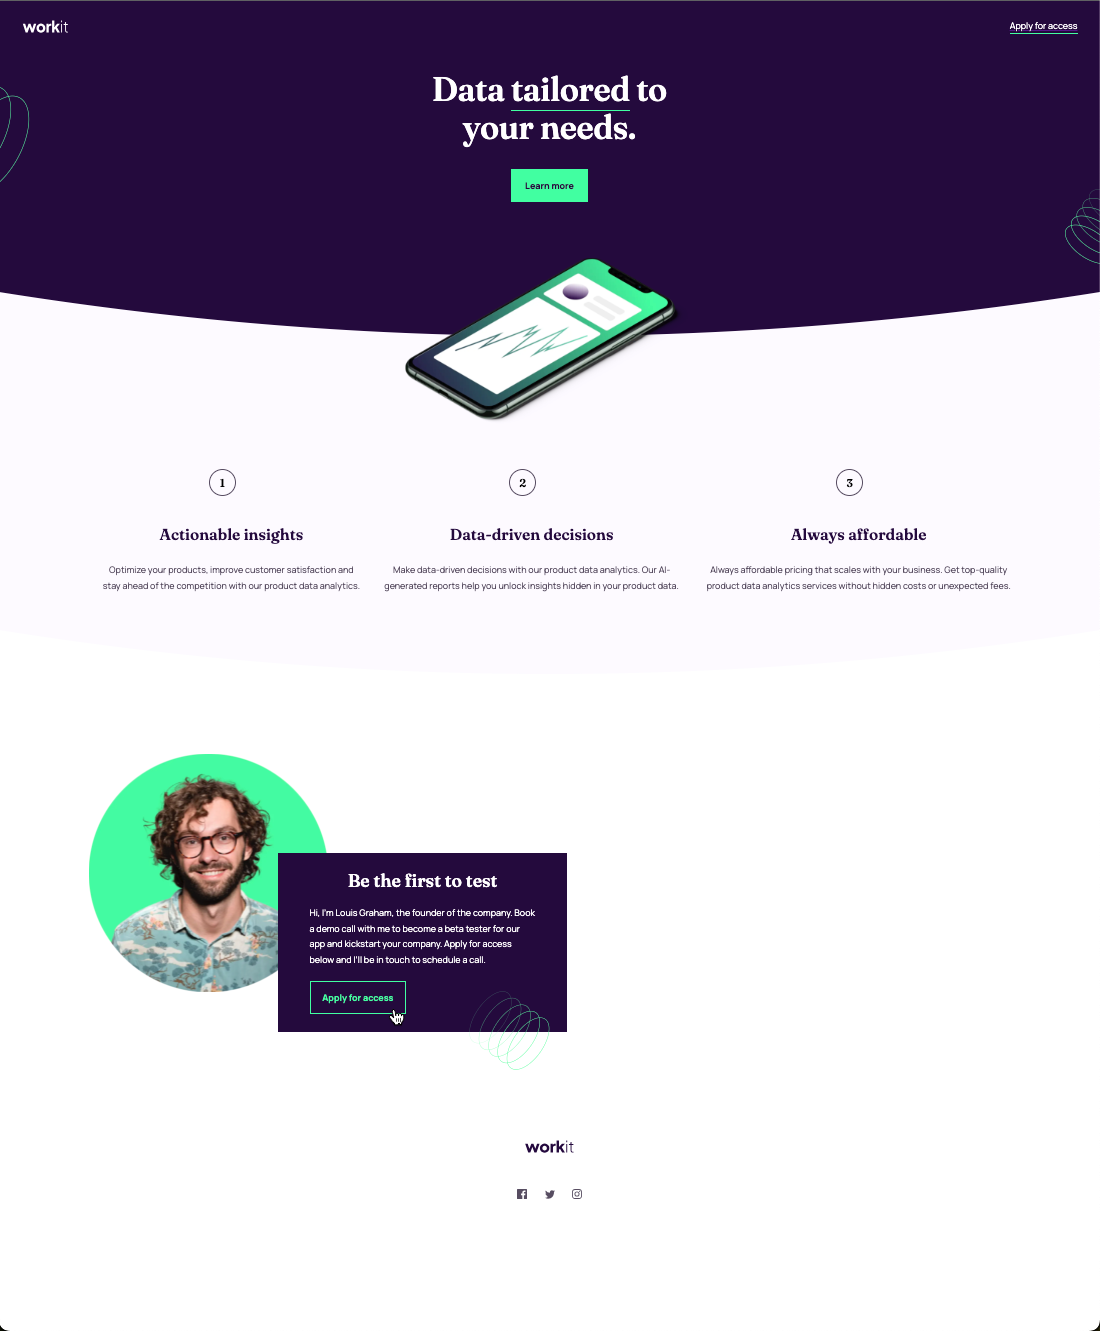 workit
Apply for access
Data tailored to
your needs.
Learn more
1
Actionable insights
Optimize your products, improve customer satisfaction and
stay ahead of the competition with our product data analytics.
2
Data-driven decisions
Make data-driven decisions with our product data analytics. Our AI-
generated reports help you unlock insights hidden in your product data.
3
Always affordable
Always affordable pricing that scales with your business. Get top-quality
product data analytics services without hidden costs or unexpected fees.
Be the first to test
Hi, I'm Louis Graham, the founder of the company. Book
a demo call with me to become a beta tester for our
app and kickstart your company. Apply for access
below and I'll be in touch to schedule a call.
Apply for access
workit